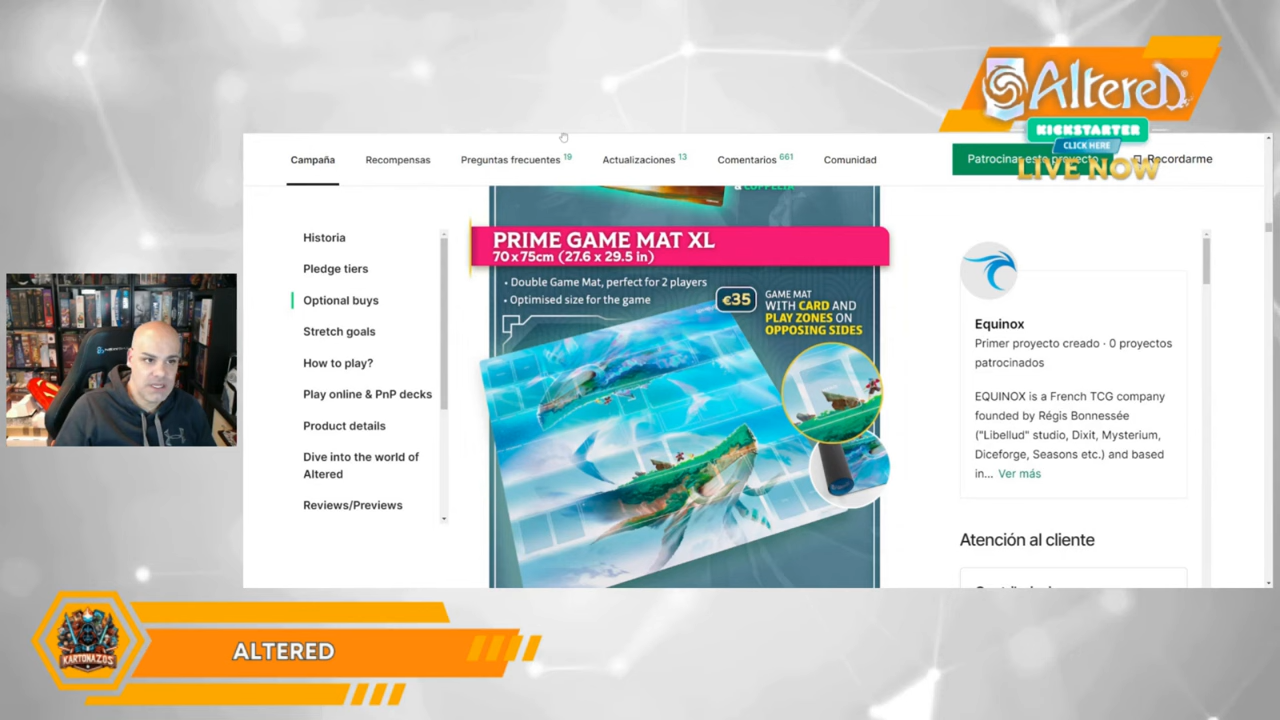 Altered
KICKSTARTER
CLICK HERE
LIVE NOW
Campaña
Recompensas
Preguntas frecuentes 19
Actualizaciones 13
Comentarios 661
Comunidad
Patrocinar este proyecto
Recordarme
a COPPELIA
Historia
Pledge tiers
Optional buys
Stretch goals
How to play?
Play online & PnP decks
Product details
Dive into the world of
Altered
Reviews/Previews
PRIME GAME MAT XL
70x75cm (27.6 x 29.5 in)
• Double Game Mat, perfect for 2 players
• Optimised size for the game
€35
GAME MAT
WITH CARD AND
PLAY ZONES ON
OPPOSING SIDES
Equinox
Primer proyecto creado · 0 proyectos
patrocinados
EQUINOX is a French TCG company
founded by Régis Bonnessée
("Libellud" studio, Dixit, Mysterium,
Diceforge, Seasons etc.) and based
in... Ver más
Atención al cliente
KARTONAZOS
ALTERED